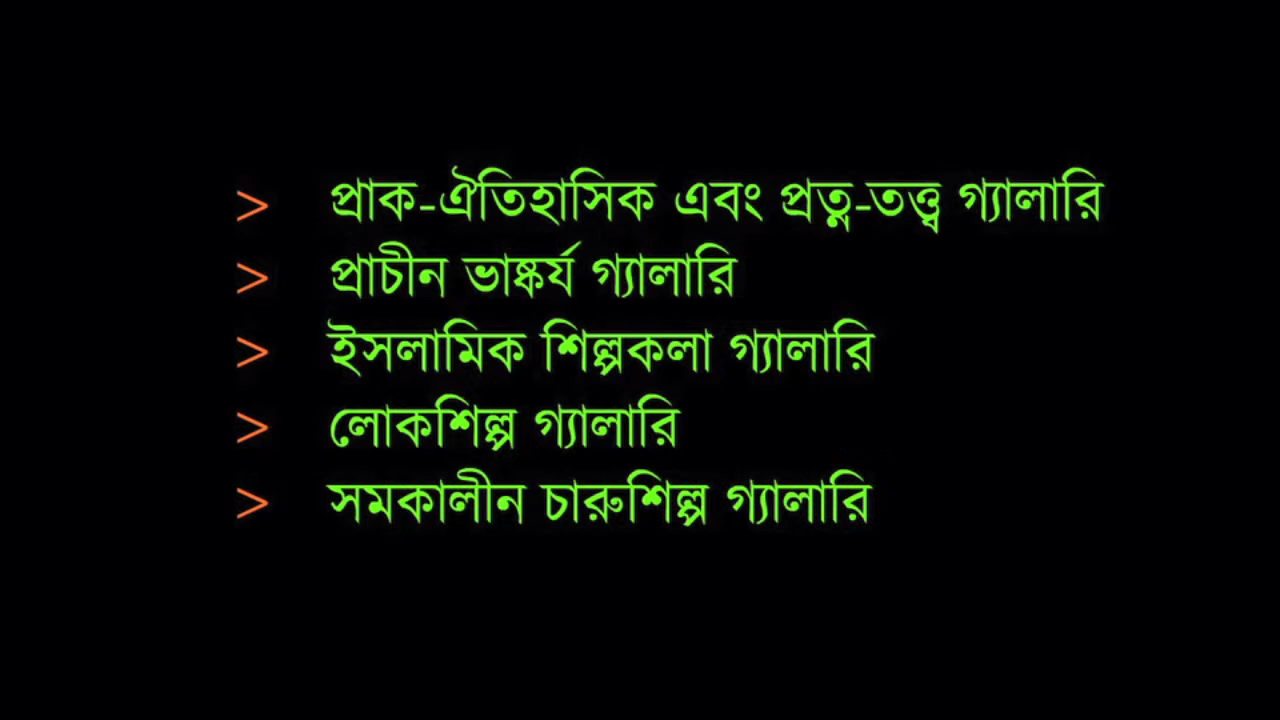 > প্রাক-ঐতিহাসিক এবং প্রত্ন-তত্ত্ব গ্যালারি
> প্রাচীন ভাষ্কর্য গ্যালারি
> ইসলামিক শিল্পকলা গ্যালারি
> লোকশিল্প গ্যালারি
> সমকালীন চারুশিল্প গ্যালারি